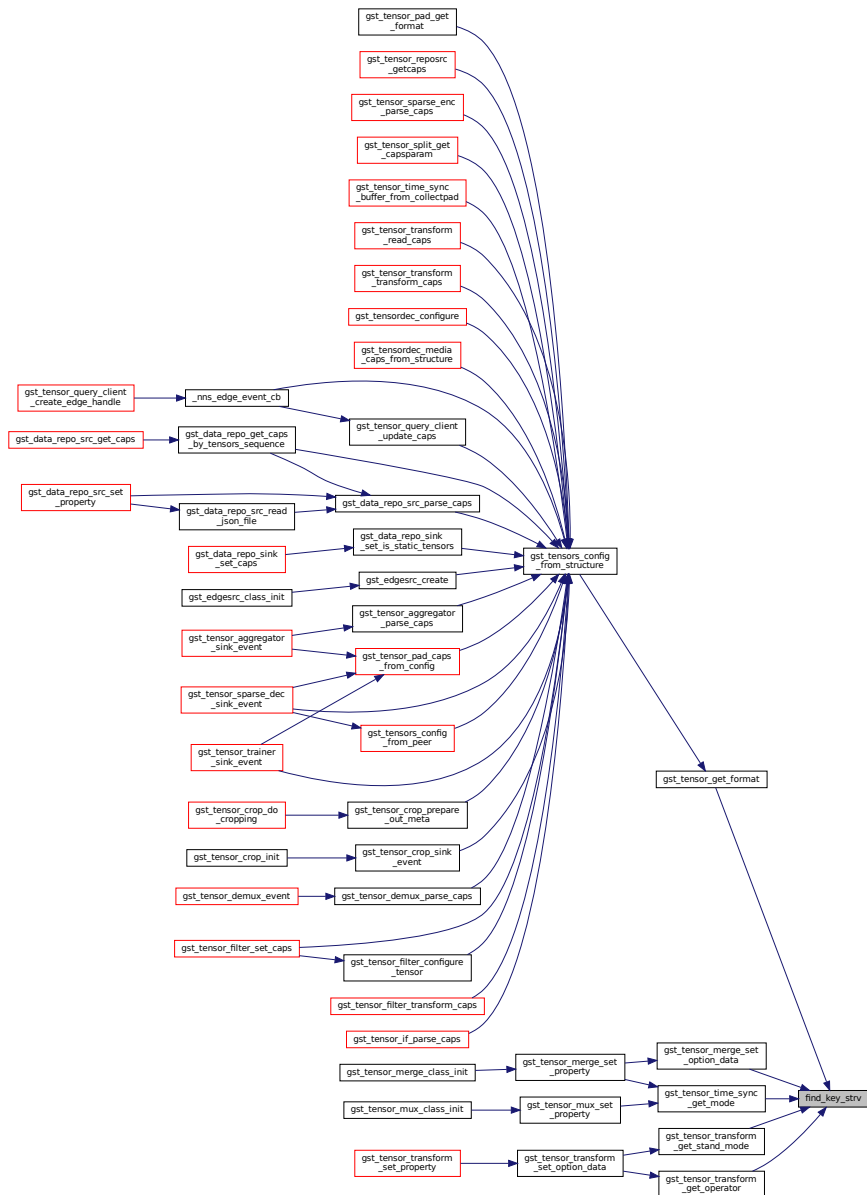 gst_tensor_pad_get
_format
gst_tensor_reposrc
_getcaps
gst_tensor_sparse_enc
_parse_caps
gst_tensor_split_get
_capsparam
gst_tensor_time_sync
_buffer_from_collectpad
gst_tensor_transform
_read_caps
gst_tensor_transform
_transform_caps
gst_tensordec_configure
gst_tensordec_media
_caps_from_structure
gst_tensor_query_client
_create_edge_handle
_nns_edge_event_cb
gst_tensor_query_client
_update_caps
gst_data_repo_src_get_caps
gst_data_repo_get_caps
_by_tensors_sequence
gst_data_repo_src_set
_property
gst_data_repo_src_read
_json_file
gst_data_repo_src_parse_caps
gst_data_repo_sink
_set_caps
gst_data_repo_sink
_set_is_static_tensors
gst_tensors_config
_from_structure
gst_edgesrc_class_init
gst_edgesrc_create
gst_tensor_aggregator
_parse_caps
gst_tensor_aggregator
_sink_event
gst_tensor_pad_caps
_from_config
gst_tensor_sparse_dec
_sink_event
gst_tensors_config
_from_peer
gst_tensor_trainer
_sink_event
gst_tensor_get_format
gst_tensor_crop_do
_cropping
gst_tensor_crop_prepare
_out_meta
gst_tensor_crop_init
gst_tensor_crop_sink
_event
gst_tensor_demux_event
gst_tensor_demux_parse_caps
gst_tensor_filter_set_caps
gst_tensor_filter_configure
_tensor
gst_tensor_filter_transform_caps
gst_tensor_if_parse_caps
gst_tensor_merge_class_init
gst_tensor_merge_set
_property
gst_tensor_merge_set
_option_data
gst_tensor_mux_class_init
gst_tensor_mux_set
_property
gst_tensor_time_sync
_get_mode
find_key_strv
gst_tensor_transform
_get_stand_mode
gst_tensor_transform
_set_property
gst_tensor_transform
_set_option_data
gst_tensor_transform
_get_operator